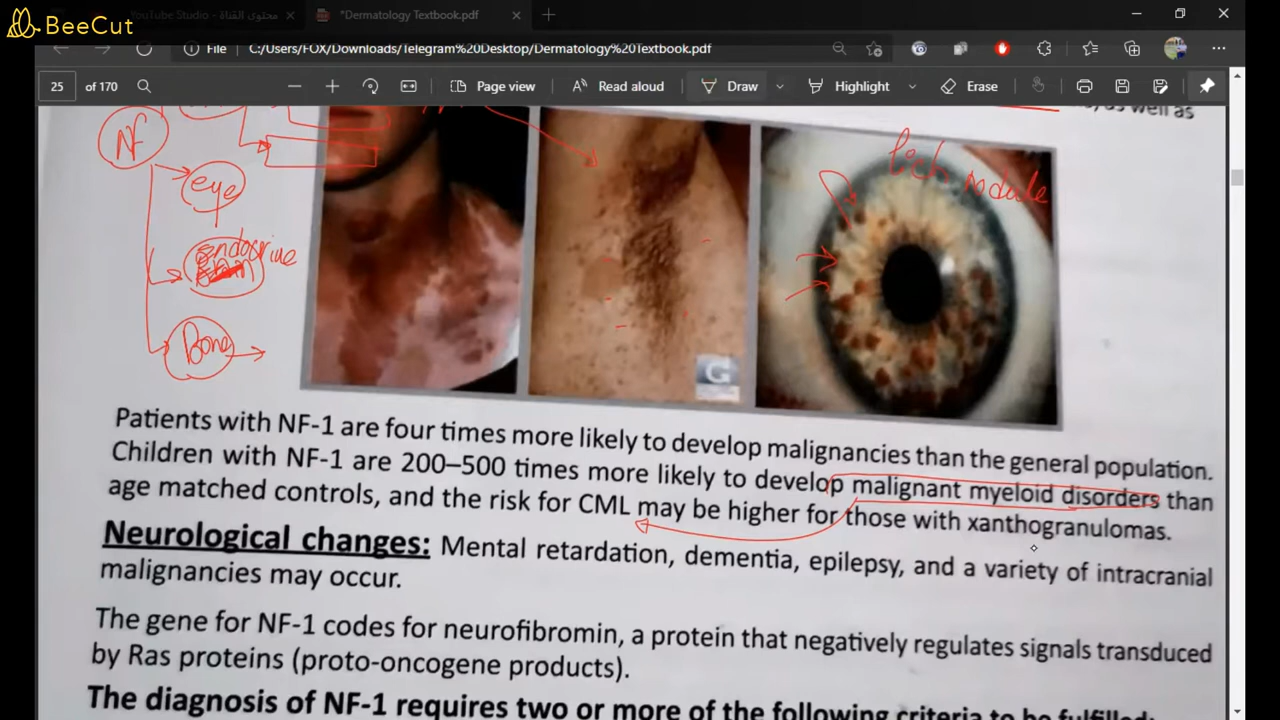 BeeCut
YouTube Studio - محتوى القناة
*Dermatology Textbook.pdf
File C:/Users/FOX/Downloads/Telegram%20Desktop/Dermatology%20Textbook.pdf
25 of 170 Page view Read aloud Draw Highlight Erase
as well as
NF
eye
endocrine
Bone
lich nodule
G
Patients with NF-1 are four times more likely to develop malignancies than the general population.
Children with NF-1 are 200–500 times more likely to develop malignant myeloid disorders than
age matched controls, and the risk for CML may be higher for those with xanthogranulomas.
Neurological changes: Mental retardation, dementia, epilepsy, and a variety of intracranial
malignancies may occur.
The gene for NF-1 codes for neurofibromin, a protein that negatively regulates signals transduced
by Ras proteins (proto-oncogene products).
The diagnosis of NF-1 requires two or more of the following criteria to be fulfilled: